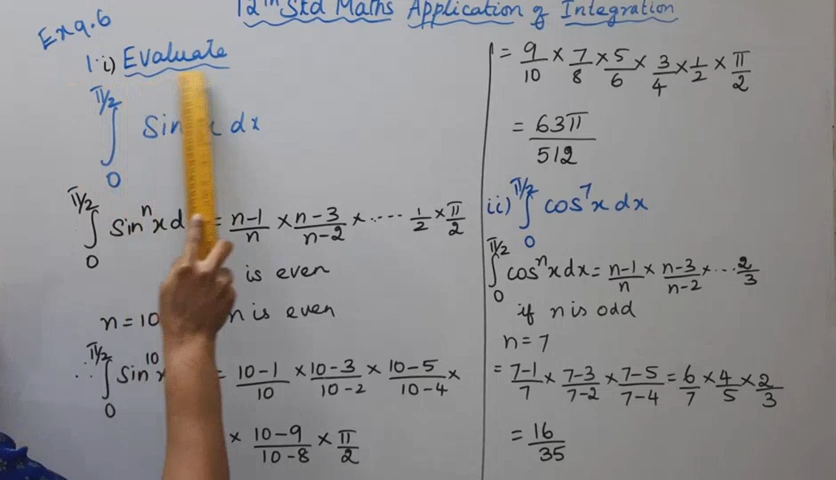 12th Std Maths Application of Integration
Ex 9.6
1. i) Evaluate
π/2
∫ Sin x dx
0
π/2
∫ Sinⁿx d = n-1/n × n-3/n-2 × ..... 1/2 × π/2
0
is even
n = 10 n is even
π/2
∴ ∫ Sin¹⁰x = 10-1/10 × 10-3/10-2 × 10-5/10-4 ×
0
× 10-9/10-8 × π/2
= 9/10 × 7/8 × 5/6 × 3/4 × 1/2 × π/2
= 63π/512
π/2
ii) ∫ cos⁷x dx
0
π/2
∫ cosⁿx dx = n-1/n × n-3/n-2 × ... 2/3
0
if n is odd
n = 7
= 7-1/7 × 7-3/7-2 × 7-5/7-4 = 6/7 × 4/5 × 2/3
= 16/35